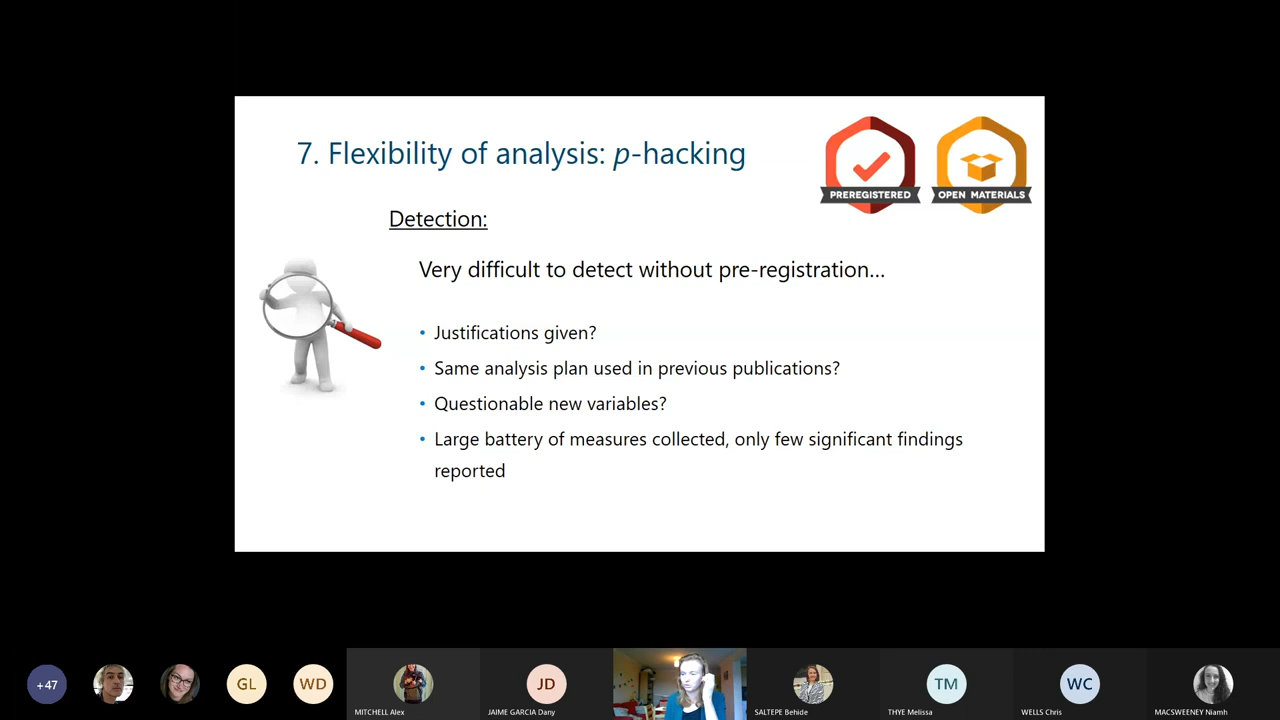 7. Flexibility of analysis: p-hacking
PREREGISTERED
OPEN MATERIALS
Detection:
Very difficult to detect without pre-registration...
• Justifications given?
• Same analysis plan used in previous publications?
• Questionable new variables?
• Large battery of measures collected, only few significant findings
reported
+47
GL
WD
MITCHELL Alex
JD
JAIME GARCIA Dany
SALTEPE Behide
TM
THYE Melissa
WC
WELLS Chris
MACSWEENEY Niamh